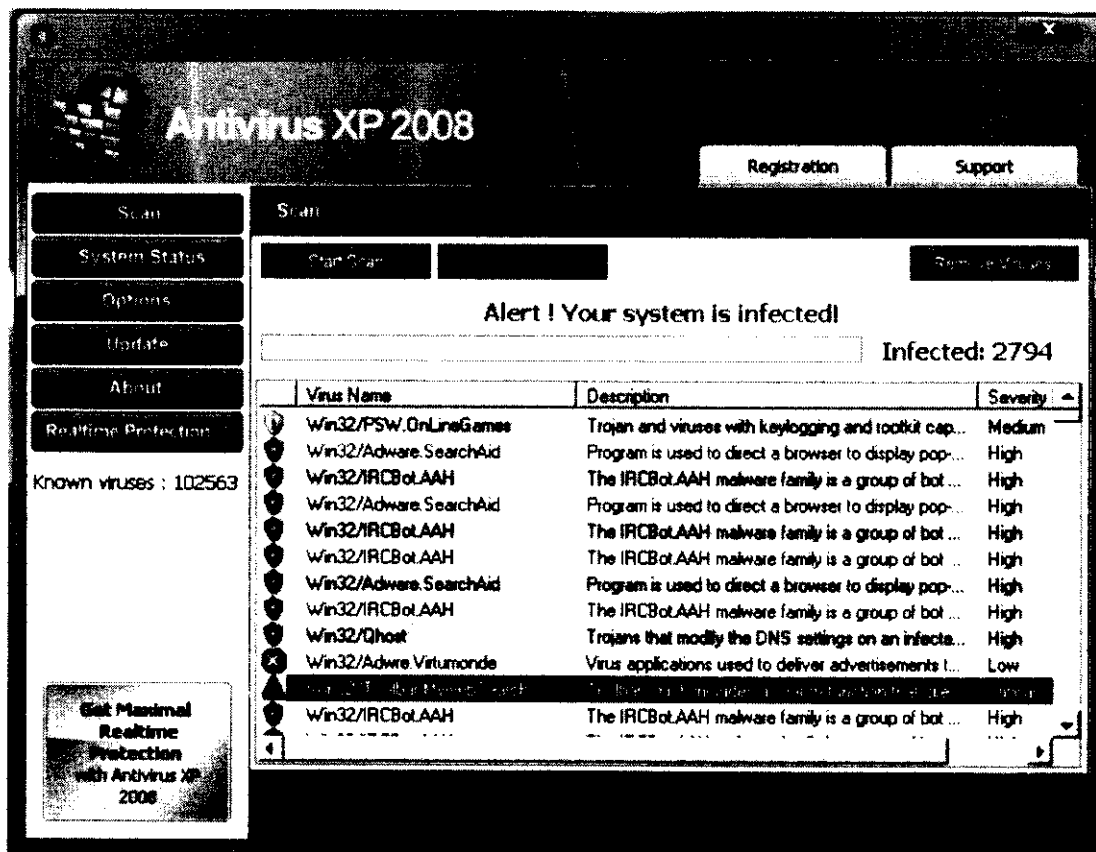 Antivirus XP 2008
Registration
Support
Scan
System Status
Options
Update
About
Realtime Protection
Known viruses : 102563
Get Maximal
Realtime
Protection
with Antivirus XP
2008
Scan
Start Scan
Remove Viruses
Alert ! Your system is infected!
Infected: 2794
Virus Name Description Severity
Win32/PSW.OnLineGames Trojan and viruses with keylogging and rootkit cap... Medium
Win32/Adware.SearchAid Program is used to direct a browser to display pop-... High
Win32/IRCBot.AAH The IRCBot.AAH malware family is a group of bot ... High
Win32/Adware.SearchAid Program is used to direct a browser to display pop-... High
Win32/IRCBot.AAH The IRCBot.AAH malware family is a group of bot ... High
Win32/IRCBot.AAH The IRCBot.AAH malware family is a group of bot ... High
Win32/Adware.SearchAid Program is used to direct a browser to display pop-... High
Win32/IRCBot.AAH The IRCBot.AAH malware family is a group of bot ... High
Win32/Qhost Trojans that modify the DNS settings on an infecte... High
Win32/Adwre.Virtumonde Virus applications used to deliver advertisements t... Low
Win32/IRCBot.AAH The IRCBot.AAH malware family is a group of bot ... High